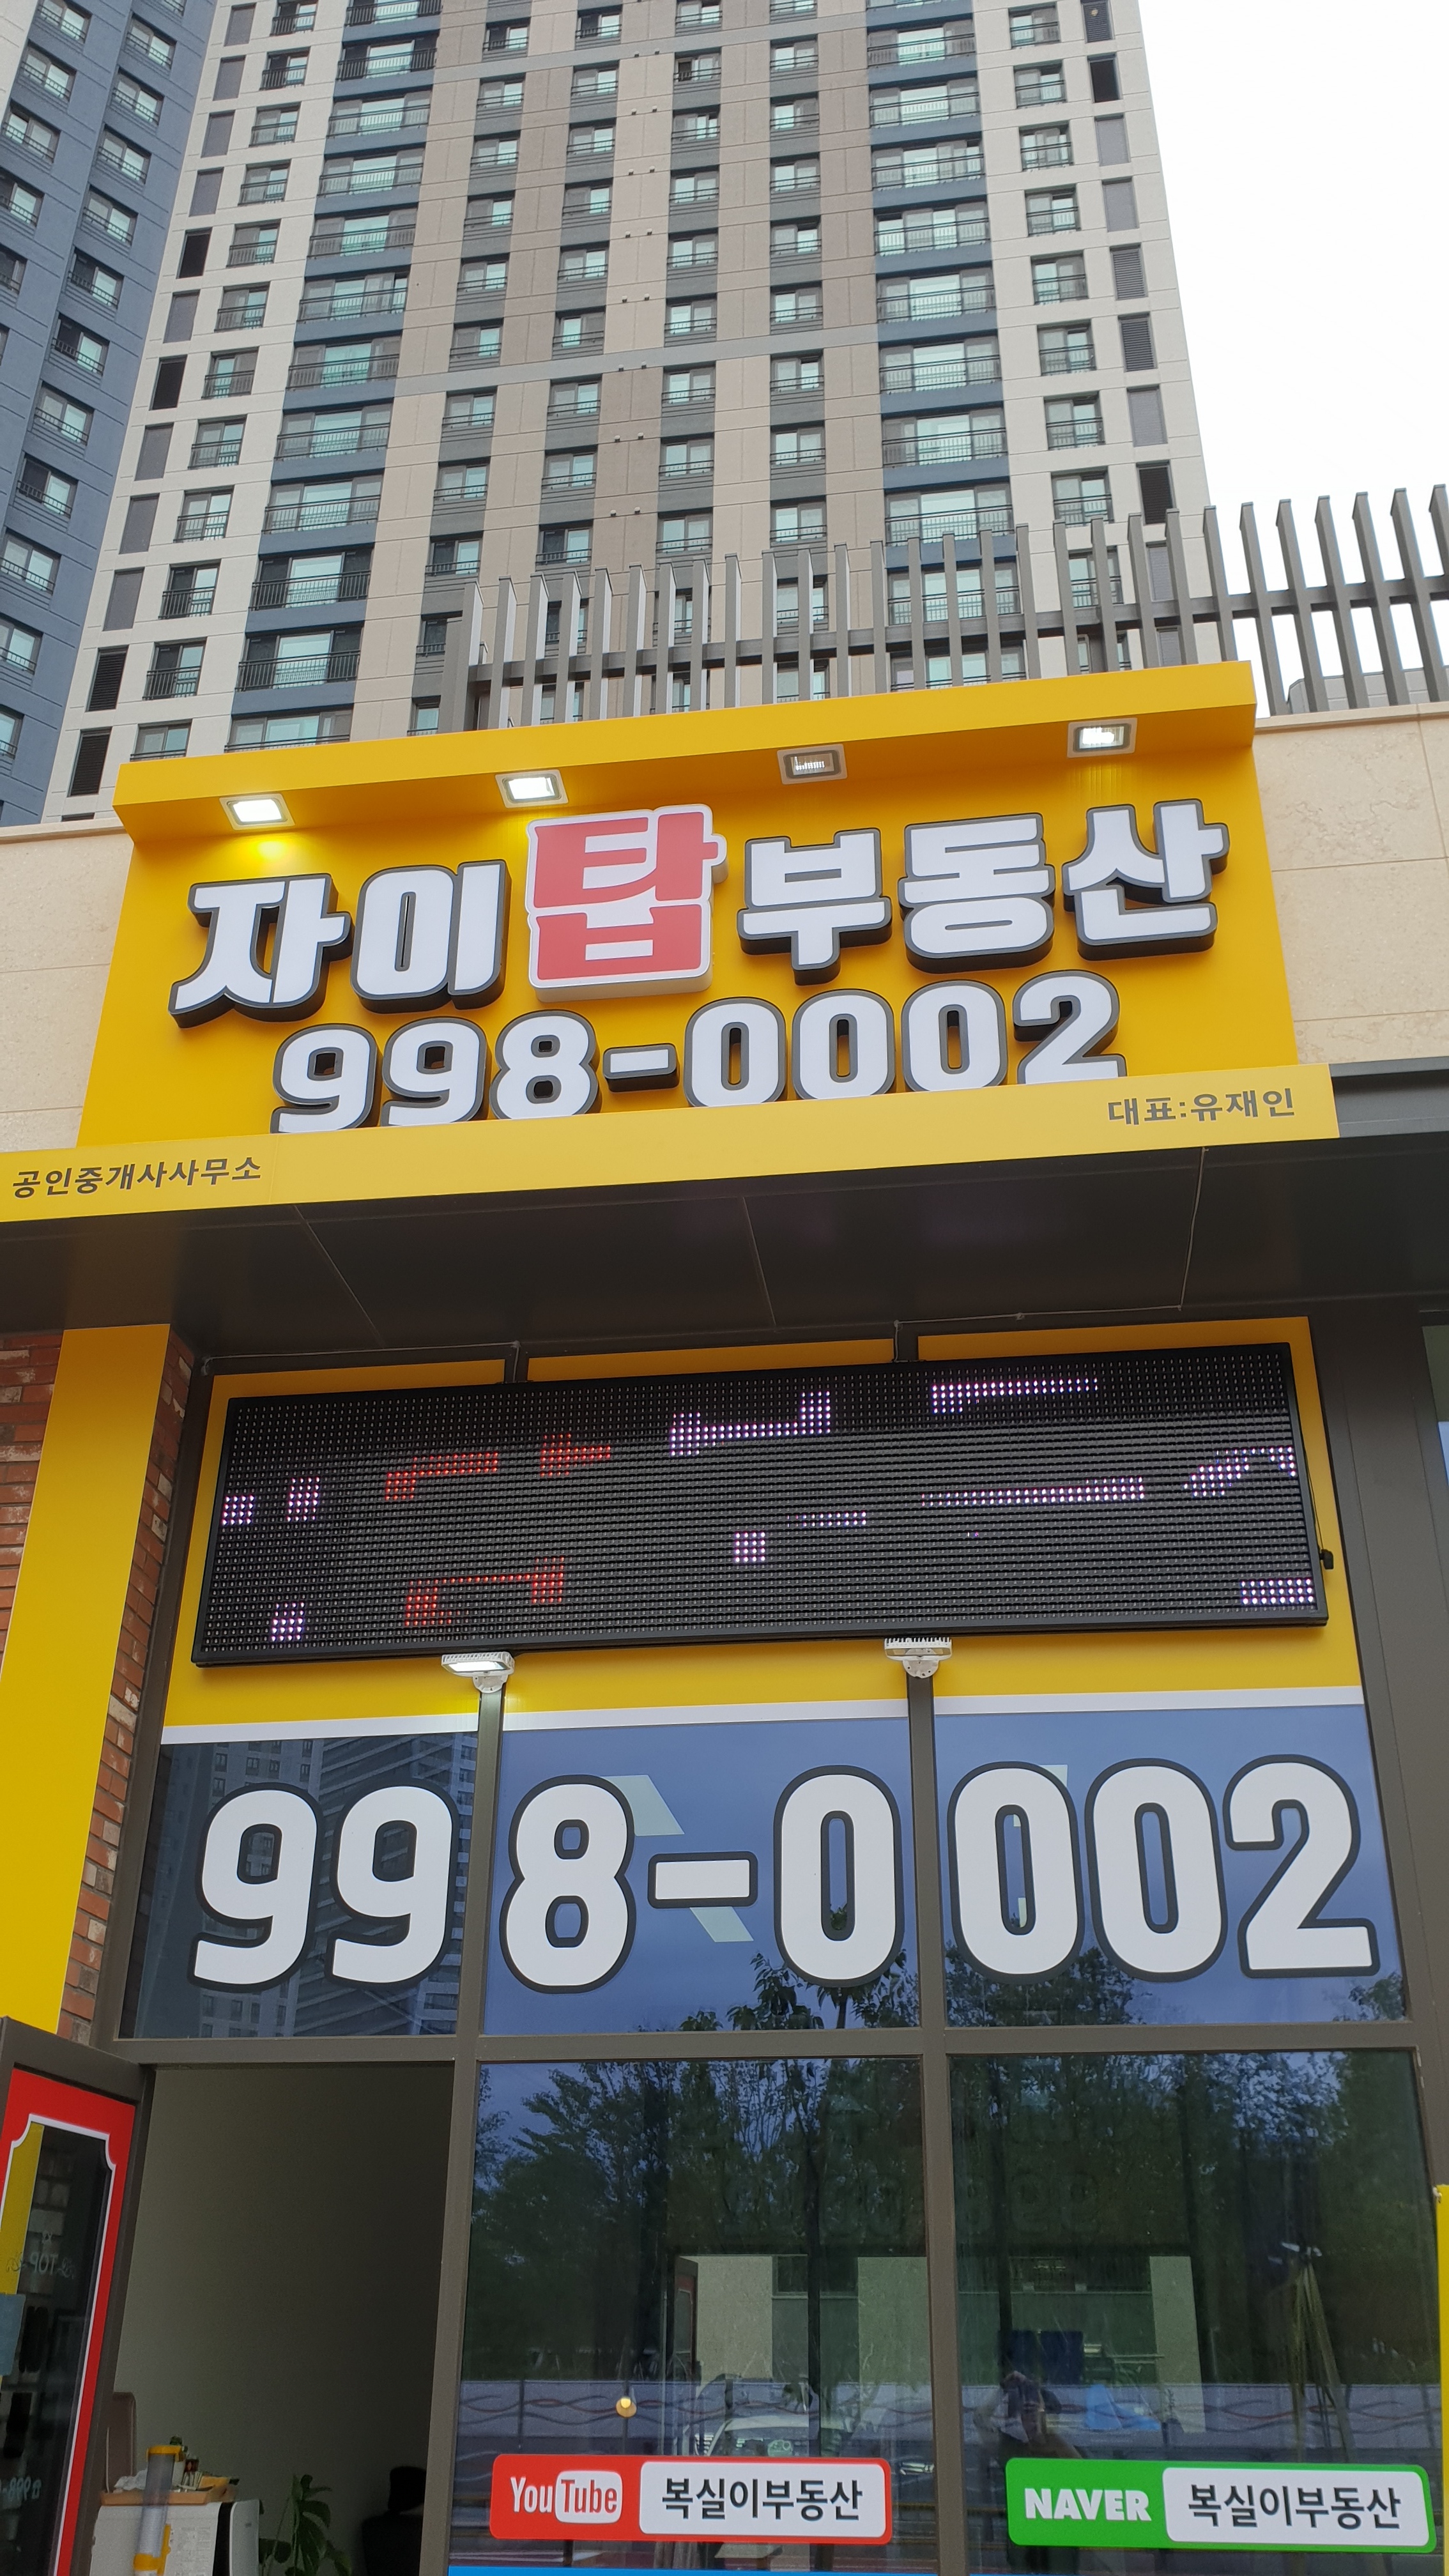 자이탑부동산
998-0002
대표:유재인
공인중개사사무소
998-0002
YouTube 복실이부동산
NAVER 복실이부동산